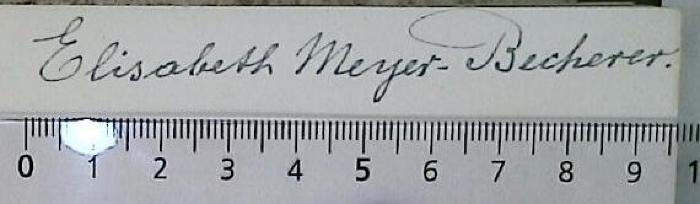 Elisabeth Meyer-Becherer.
0 1 2 3 4 5 6 7 8 9 1